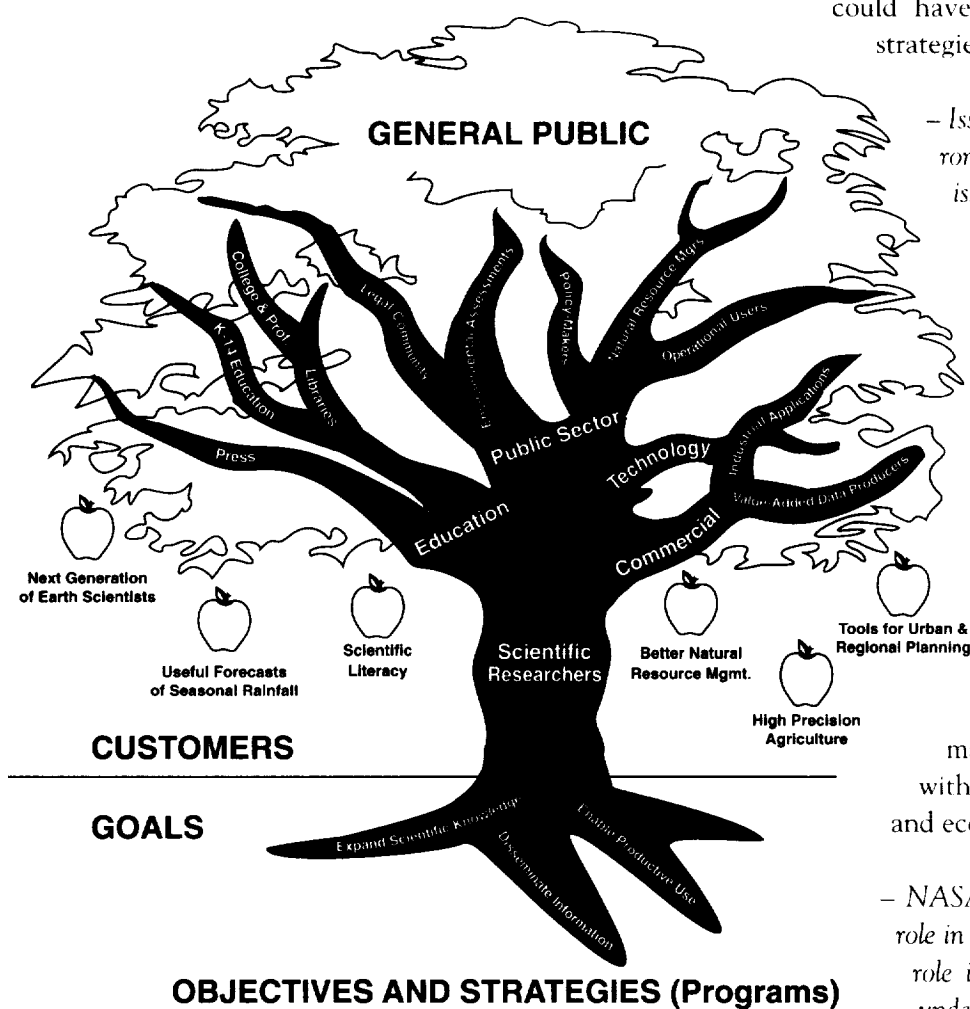 could have
strategie
– Iss
ron
is
GENERAL PUBLIC
College & Prof.
K-14 Education
Libraries
Press
Legal Community
Environmental Assessments
Policy-Makers
Natural Resource Mgrs
Operational Users
Public Sector
Technology
Industrial Applications
Value-Added Data Producers
Education
Commercial
Next Generation
of Earth Scientists
Useful Forecasts
of Seasonal Rainfall
Scientific
Literacy
Scientific
Researchers
Better Natural
Resource Mgmt.
High Precision
Agriculture
Tools for Urban &
Regional Planning
CUSTOMERS
GOALS
Expand Scientific Knowledge
Disseminate Information
Enable Productive Use
m
with
and eco
– NASA
role in
role i
unde
OBJECTIVES AND STRATEGIES (Programs)